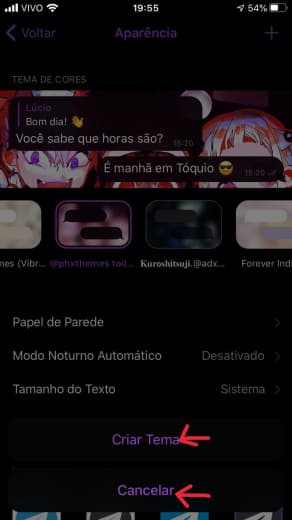 VIVO
19:55
54%
Voltar
Aparência
TEMA DE CORES
Lúcio
Bom dia! 👋
Você sabe que horas são?
15:20
É manhã em Tóquio 😎
15:20
mes (Vibr...
@phxthemes toil...
𝐊𝐮𝐫𝐨𝐬𝐡𝐢𝐭𝐬𝐮𝐣𝐢.@adx...
Forever Indi
Papel de Parede
Modo Noturno Automático
Desativado
Tamanho do Texto
Sistema
Criar Tema
Cancelar